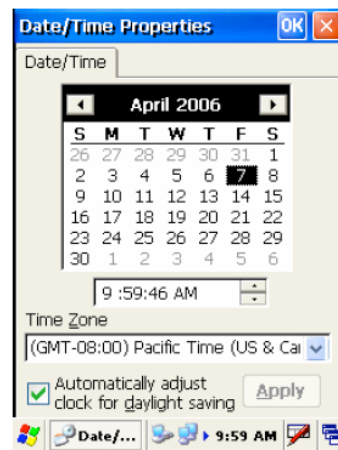 Date/Time Properties OK
Date/Time
April 2006
S M T W T F S
26 27 28 29 30 31 1
2 3 4 5 6 7 8
9 10 11 12 13 14 15
16 17 18 19 20 21 22
23 24 25 26 27 28 29
30 1 2 3 4 5 6
9 :59:46 AM
Time Zone
(GMT-08:00) Pacific Time (US & Cai
Automatically adjust
clock for daylight saving
Apply
Date/... 9:59 AM